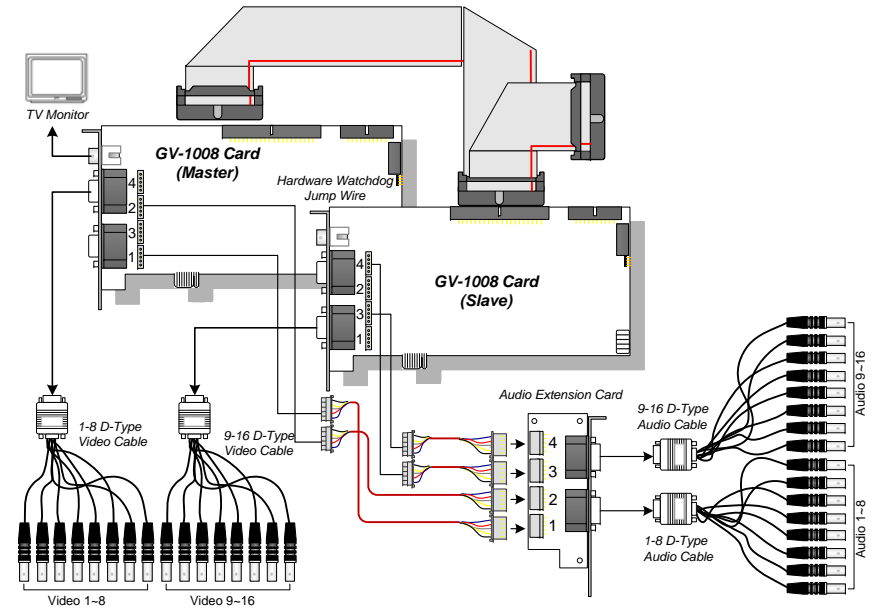 TV Monitor
GV-1008 Card
(Master)
Hardware Watchdog
Jump Wire
4
2
3
1
GV-1008 Card
(Slave)
4
2
3
1
1-8 D-Type
Video Cable
9-16 D-Type
Video Cable
Audio Extension Card
4
3
2
1
9-16 D-Type
Audio Cable
1-8 D-Type
Audio Cable
Audio 9~16
Audio 1~8
Video 1~8
Video 9~16